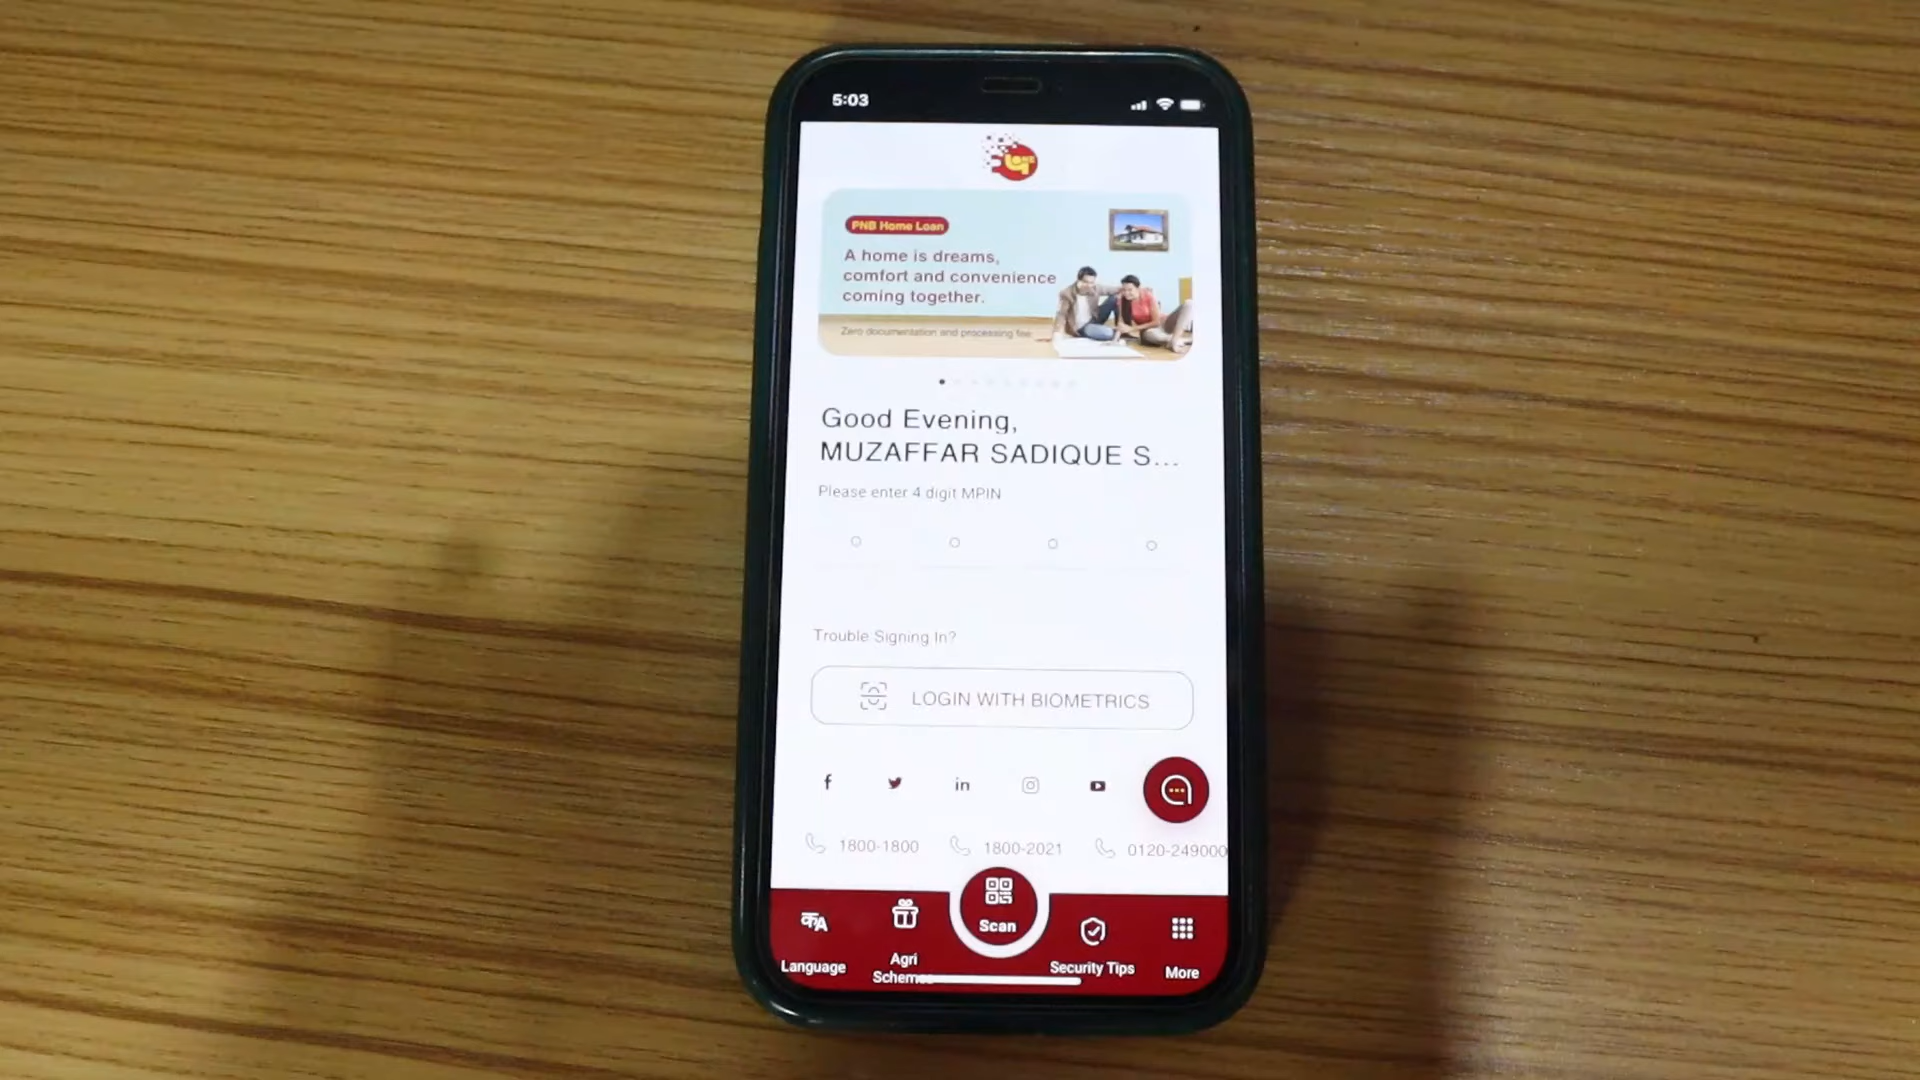 5:03
ONE
PNB Home Loan
A home is dreams,
comfort and convenience
coming together.
Zero documentation and processing fee
Good Evening,
MUZAFFAR SADIQUE S...
Please enter 4 digit MPIN
Trouble Signing In?
LOGIN WITH BIOMETRICS
1800-1800 1800-2021 0120-249000
Scan
Language Agri Schemes Security Tips More